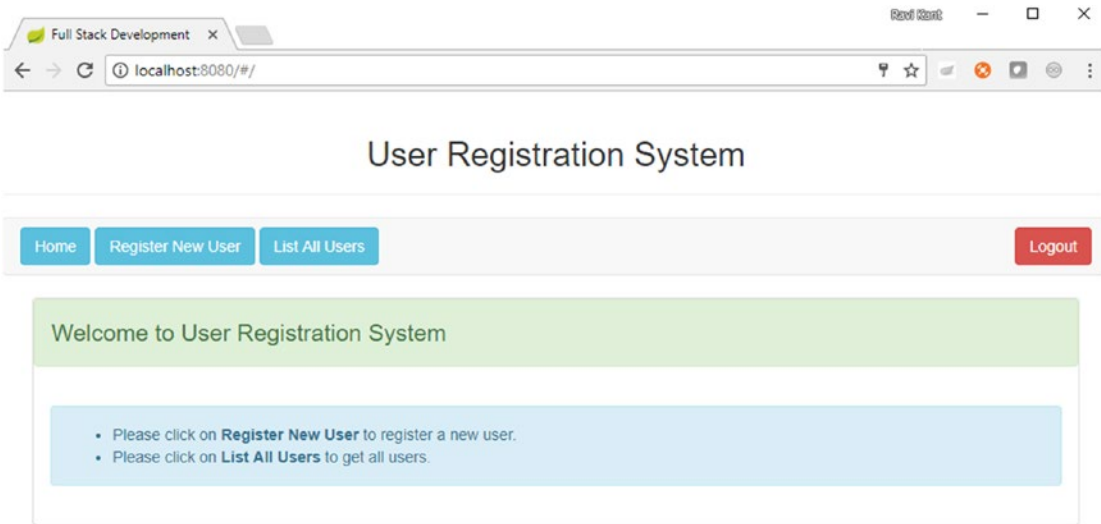 Ravi Kant
Full Stack Development
localhost:8080/#/
User Registration System
Home Register New User List All Users Logout
Welcome to User Registration System
• Please click on Register New User to register a new user.
• Please click on List All Users to get all users.